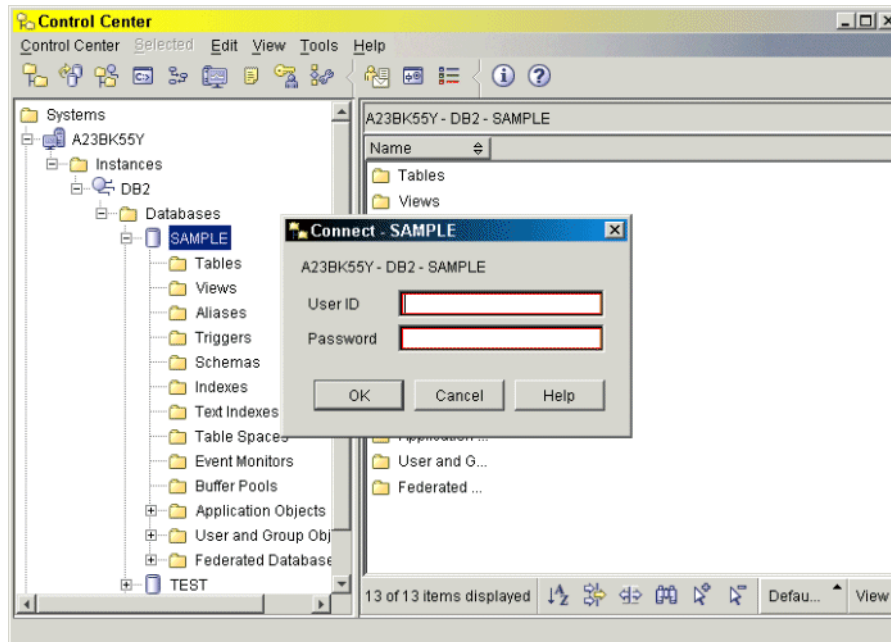 Control Center
Control Center Selected Edit View Tools Help
Systems
A23BK55Y
Instances
DB2
Databases
SAMPLE
Tables
Views
Aliases
Triggers
Schemas
Indexes
Text Indexes
Table Spaces
Event Monitors
Buffer Pools
Application Objects
User and Group Obj
Federated Database
TEST
A23BK55Y - DB2 - SAMPLE
Name
Tables
Views
Application ...
User and G...
Federated ...
13 of 13 items displayed
Defau...
View
Connect - SAMPLE
A23BK55Y - DB2 - SAMPLE
User ID
Password
OK Cancel Help